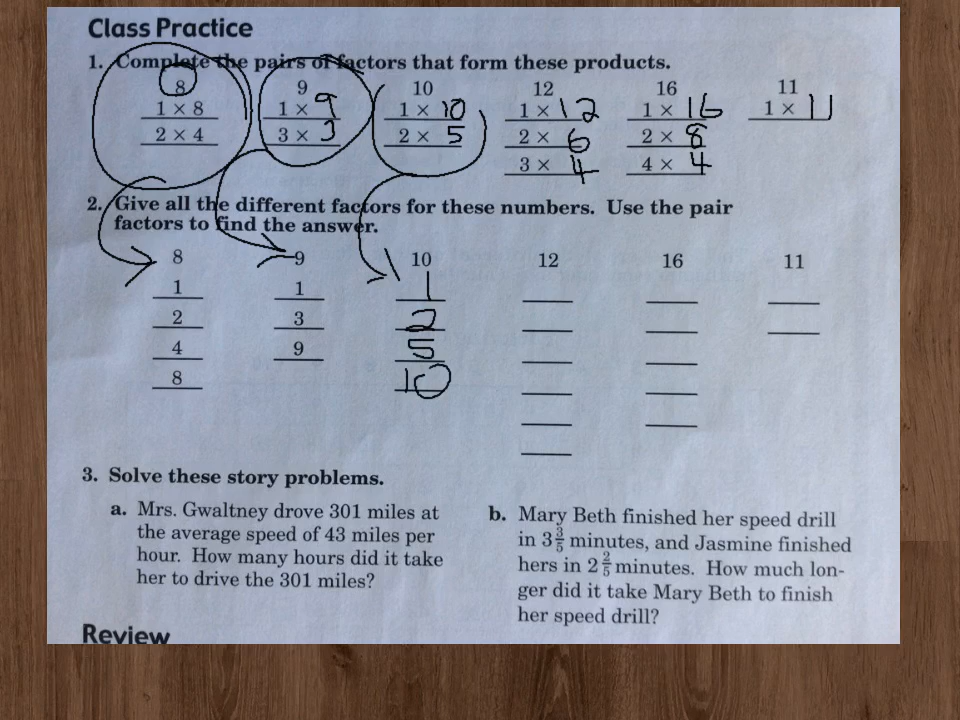 Class Practice
1. Complete the pairs of factors that form these products.
8 9 10 12 16 11
1 × 8 1 × 9 1 × 10 1 × 12 1 × 16 1 × 11
2 × 4 3 × 3 2 × 5 2 × 6 2 × 8
3 × 4 4 × 4
2. Give all the different factors for these numbers. Use the pair
factors to find the answer.
8 9 10 12 16 11
1 1 1
2 3 2
4 9 5
8 10
3. Solve these story problems.
a. Mrs. Gwaltney drove 301 miles at
the average speed of 43 miles per
hour. How many hours did it take
her to drive the 301 miles?
b. Mary Beth finished her speed drill
in 3 3/5 minutes, and Jasmine finished
hers in 2 2/5 minutes. How much lon-
ger did it take Mary Beth to finish
her speed drill?
Review